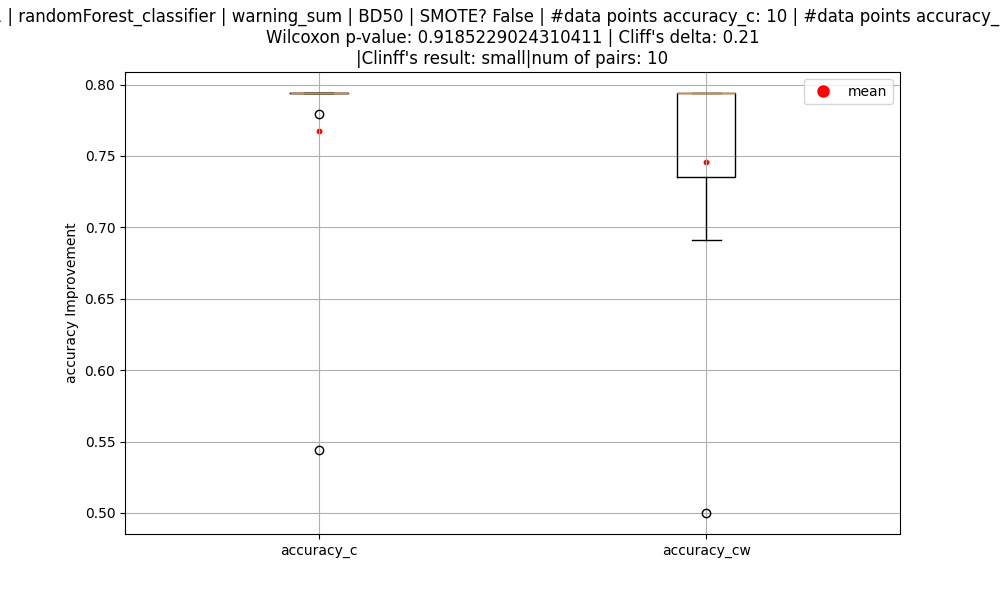 | randomForest_classifier | warning_sum | BD50 | SMOTE? False | #data points accuracy_c: 10 | #data points accuracy_
Wilcoxon p-value: 0.9185229024310411 | Cliff's delta: 0.21
|Clinff's result: small|num of pairs: 10
mean
0.80
0.75
0.70
0.65
0.60
0.55
0.50
accuracy Improvement
accuracy_c
accuracy_cw